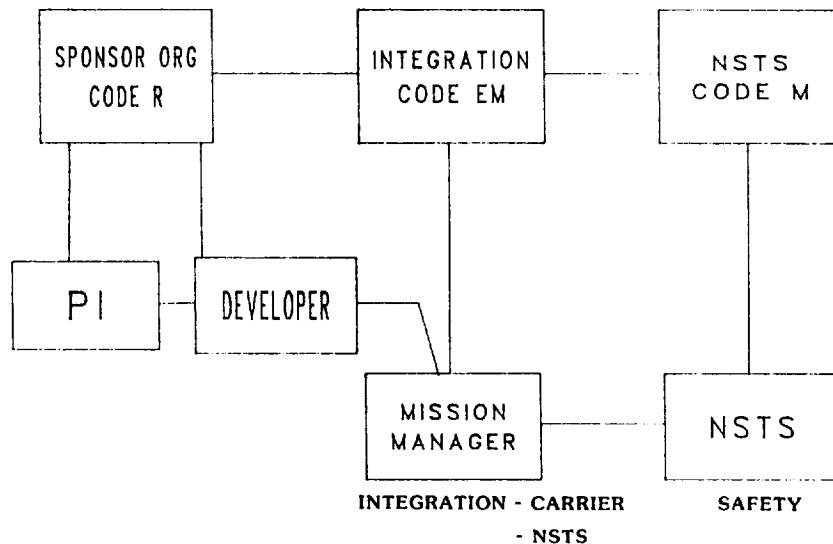 SPONSOR ORG
CODE R
INTEGRATION
CODE EM
NSTS
CODE M
PI
DEVELOPER
MISSION
MANAGER
NSTS
INTEGRATION - CARRIER
- NSTS
SAFETY